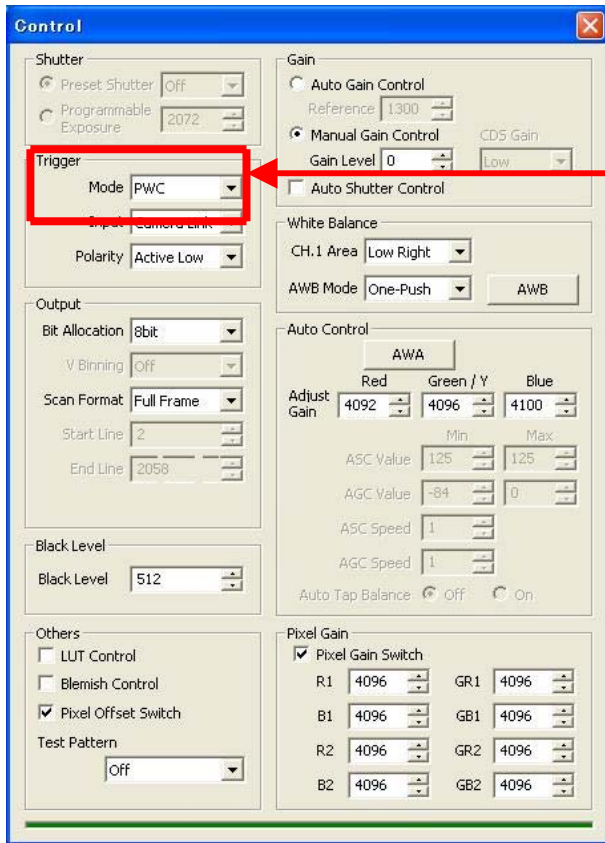 Control
Shutter
Preset Shutter Off
Programmable Exposure 2072
Trigger
Mode PWC
Input Camera Link
Polarity Active Low
Output
Bit Allocation 8bit
V Binning Off
Scan Format Full Frame
Start Line 2
End Line 2058
Black Level
Black Level 512
Others
LUT Control
Blemish Control
Pixel Offset Switch
Test Pattern
Off
Gain
Auto Gain Control
Reference 1300
Manual Gain Control CDS Gain
Gain Level 0 Low
Auto Shutter Control
White Balance
CH.1 Area Low Right
AWB Mode One-Push AWB
Auto Control
AWA
Red Green / Y Blue
Adjust Gain 4092 4096 4100
Min Max
ASC Value 125 125
AGC Value -84 0
ASC Speed 1
AGC Speed 1
Auto Tap Balance Off On
Pixel Gain
Pixel Gain Switch
R1 4096 GR1 4096
B1 4096 GB1 4096
R2 4096 GR2 4096
B2 4096 GB2 4096